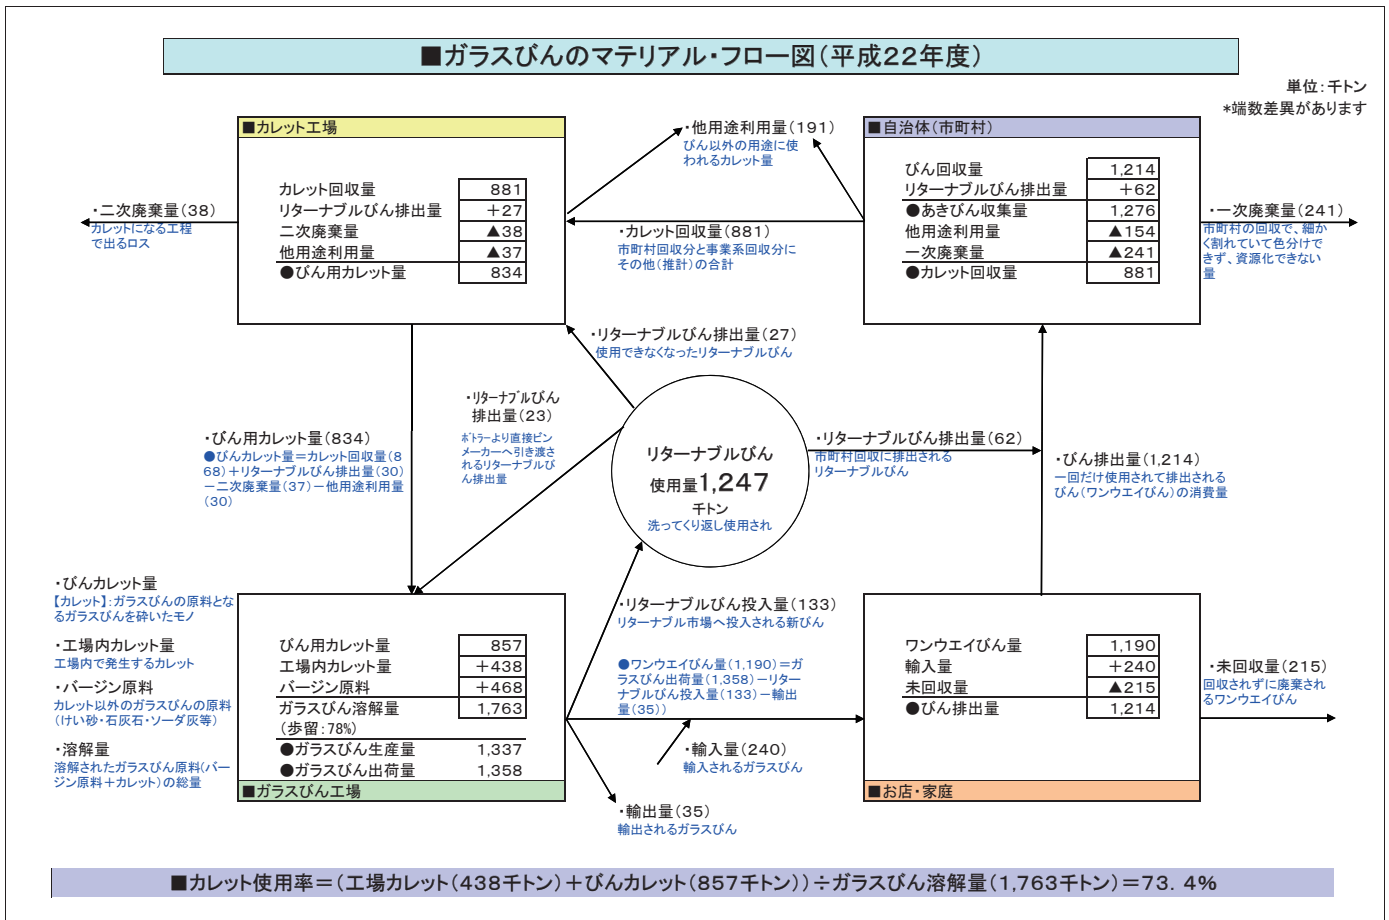 ■ガラスびんのマテリアル・フロー図(平成22年度)
単位:千トン
*端数差異があります
■カレット工場
カレット回収量 881
リターナブルびん排出量 +27
二次廃棄量 ▲38
他用途利用量 ▲37
●びん用カレット量 834
・二次廃棄量(38)
カレットになる工程
で出るロス
・他用途利用量(191)
びん以外の用途に使
われるカレット量
・カレット回収量(881)
市町村回収分と事業系回収分に
その他(推計)の合計
■自治体(市町村)
びん回収量 1,214
リターナブルびん排出量 +62
●あきびん収集量 1,276
他用途利用量 ▲154
一次廃棄量 ▲241
●カレット回収量 881
・一次廃棄量(241)
市町村の回収で、細か
く割れていて色分けで
きず、資源化できない
量
・リターナブルびん排出量(27)
使用できなくなったリターナブルびん
・リターナブルびん
排出量(23)
ボトラーより直接ビン
メーカーへ引き渡さ
れるリターナブルび
ん排出量
・びん用カレット量(834)
●びんカレット量=カレット回収量(8
68)+リターナブルびん排出量(30)
-二次廃棄量(37)-他用途利用量
(30)
リターナブルびん
使用量1,247
千トン
洗ってくり返し使用され
・リターナブルびん排出量(62)
市町村回収に排出される
リターナブルびん
・びん排出量(1,214)
一回だけ使用されて排出される
びん(ワンウエイびん)の消費量
・びんカレット量
【カレット】:ガラスびんの原料とな
るガラスびんを砕いたモノ
・工場内カレット量
工場内で発生するカレット
・バージン原料
カレット以外のガラスびんの原料
(けい砂・石灰石・ソーダ灰等)
・溶解量
溶解されたガラスびん原料(バー
ジン原料+カレット)の総量
びん用カレット量 857
工場内カレット量 +438
バージン原料 +468
ガラスびん溶解量 1,763
(歩留:78%)
●ガラスびん生産量 1,337
●ガラスびん出荷量 1,358
■ガラスびん工場
・リターナブルびん投入量(133)
リターナブル市場へ投入される新びん
●ワンウエイびん量(1,190)=ガ
ラスびん出荷量(1,358)-リター
ナブルびん投入量(133)-輸出
量(35))
・輸入量(240)
輸入されるガラスびん
・輸出量(35)
輸出されるガラスびん
ワンウエイびん量 1,190
輸入量 +240
未回収量 ▲215
●びん排出量 1,214
■お店・家庭
・未回収量(215)
回収されずに廃棄され
るワンウエイびん
■カレット使用率=(工場カレット(438千トン)+びんカレット(857千トン))÷ガラスびん溶解量(1,763千トン)=73.4%